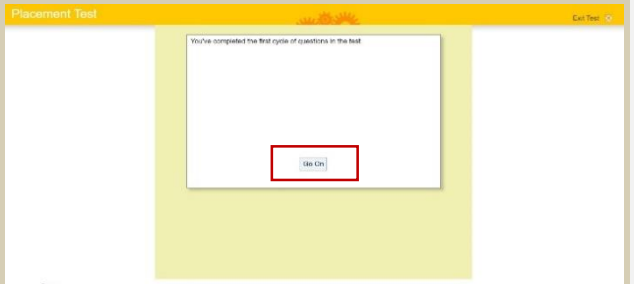 Placement Test
Exit Test
You've completed the first cycle of questions in the test
Go On